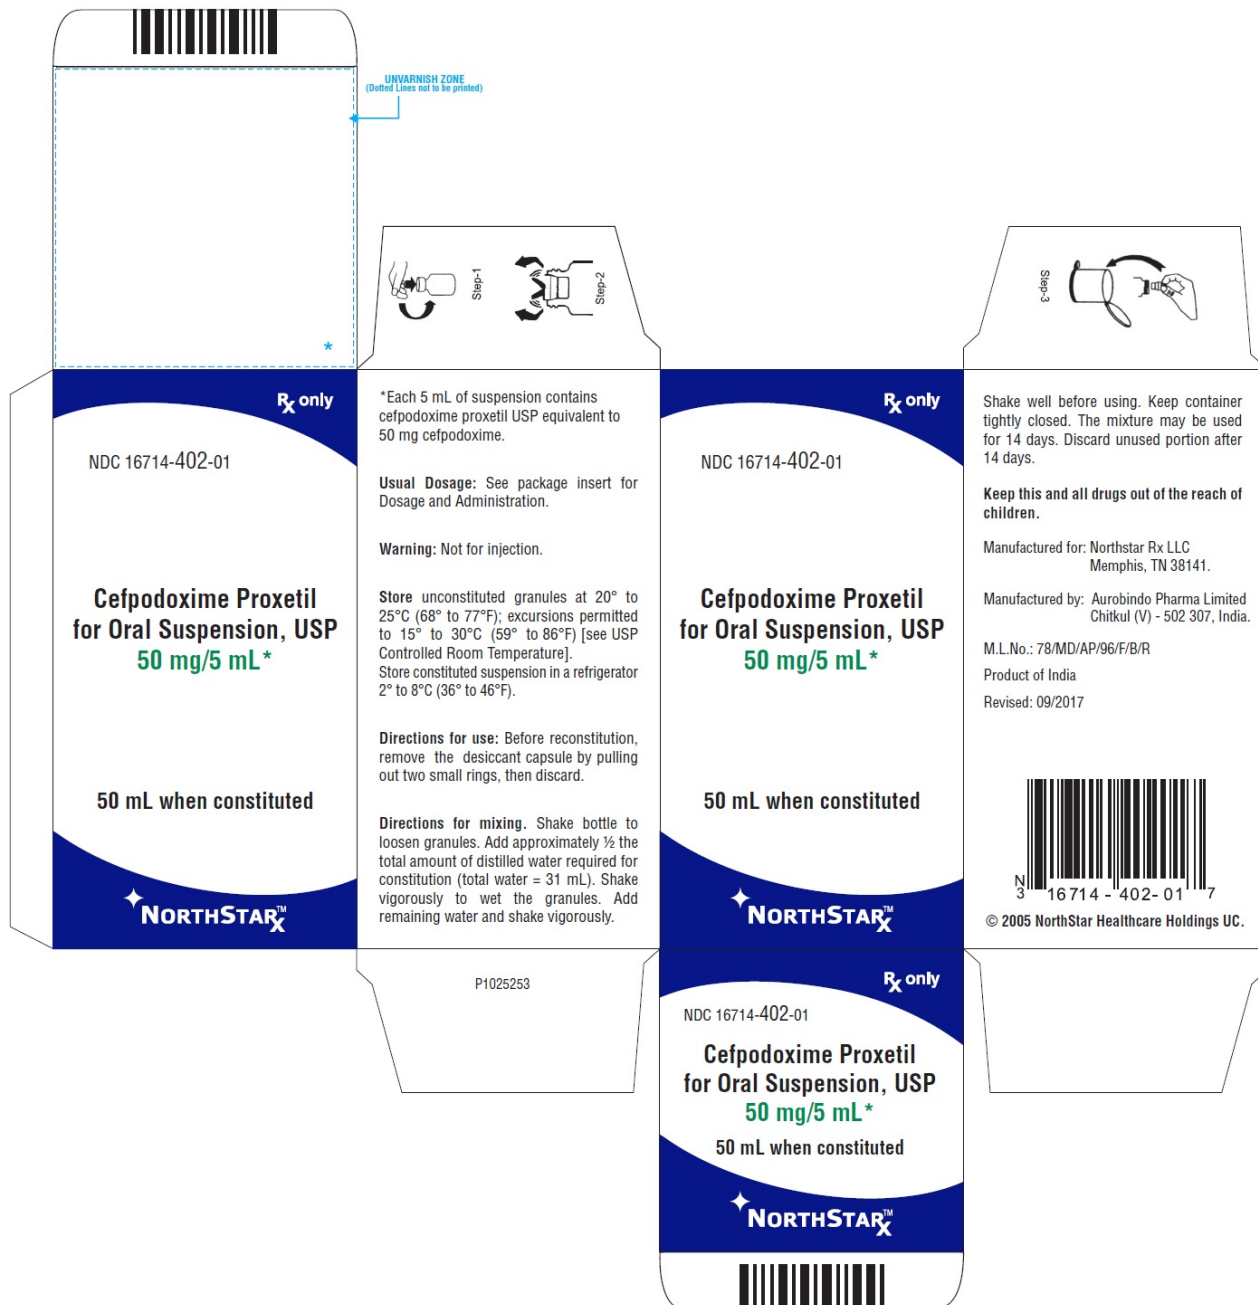 UNVARNISH ZONE
(Dotted Lines not to be printed)
*
Step-1
Step-2
Step-3
Rx only
NDC 16714-402-01
Cefpodoxime Proxetil
for Oral Suspension, USP
50 mg/5 mL*
50 mL when constituted
NORTHSTARx™
*Each 5 mL of suspension contains
cefpodoxime proxetil USP equivalent to
50 mg cefpodoxime.
Usual Dosage: See package insert for
Dosage and Administration.
Warning: Not for injection.
Store unconstituted granules at 20° to
25°C (68° to 77°F); excursions permitted
to 15° to 30°C (59° to 86°F) [see USP
Controlled Room Temperature].
Store constituted suspension in a refrigerator
2° to 8°C (36° to 46°F).
Directions for use: Before reconstitution,
remove the desiccant capsule by pulling
out two small rings, then discard.
Directions for mixing. Shake bottle to
loosen granules. Add approximately ½ the
total amount of distilled water required for
constitution (total water = 31 mL). Shake
vigorously to wet the granules. Add
remaining water and shake vigorously.
Rx only
NDC 16714-402-01
Cefpodoxime Proxetil
for Oral Suspension, USP
50 mg/5 mL*
50 mL when constituted
NORTHSTARx™
Shake well before using. Keep container
tightly closed. The mixture may be used
for 14 days. Discard unused portion after
14 days.
Keep this and all drugs out of the reach of
children.
Manufactured for: Northstar Rx LLC
Memphis, TN 38141.
Manufactured by: Aurobindo Pharma Limited
Chitkul (V) - 502 307, India.
M.L.No.: 78/MD/AP/96/F/B/R
Product of India
Revised: 09/2017
N
3 16714-402-01 7
© 2005 NorthStar Healthcare Holdings UC.
P1025253
Rx only
NDC 16714-402-01
Cefpodoxime Proxetil
for Oral Suspension, USP
50 mg/5 mL*
50 mL when constituted
NORTHSTARx™